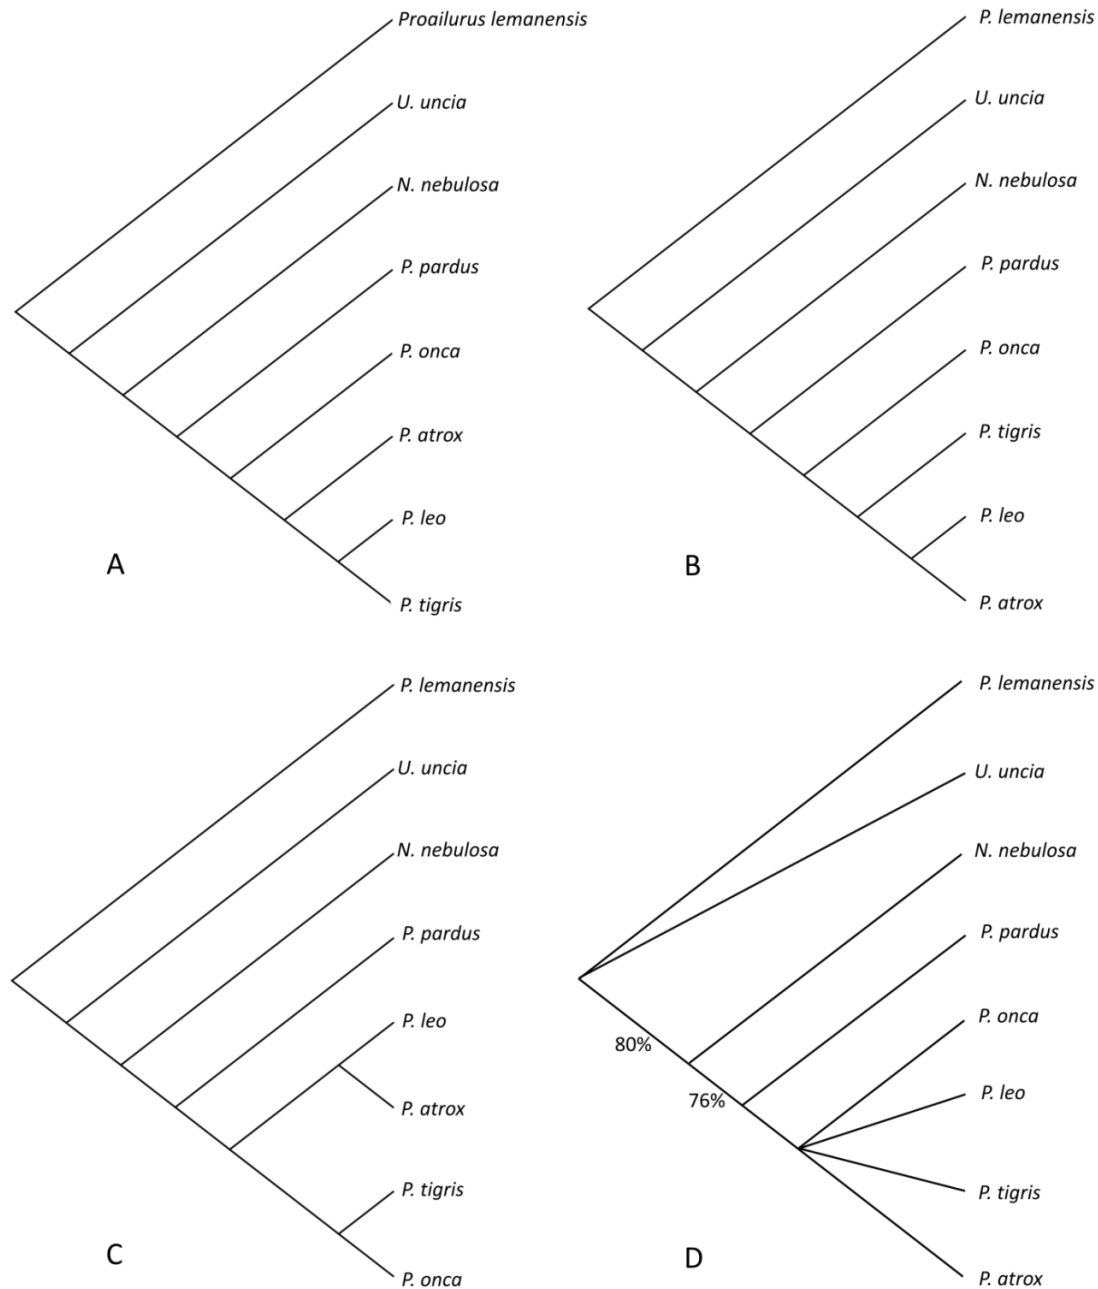 Proailurus lemanensis
U. uncia
N. nebulosa
P. pardus
P. onca
P. atrox
P. leo
P. tigris
A
P. lemanensis
U. uncia
N. nebulosa
P. pardus
P. onca
P. tigris
P. leo
P. atrox
B
P. lemanensis
U. uncia
N. nebulosa
P. pardus
P. leo
P. atrox
P. tigris
P. onca
C
P. lemanensis
U. uncia
N. nebulosa
P. pardus
P. onca
P. leo
P. tigris
P. atrox
80%
76%
D